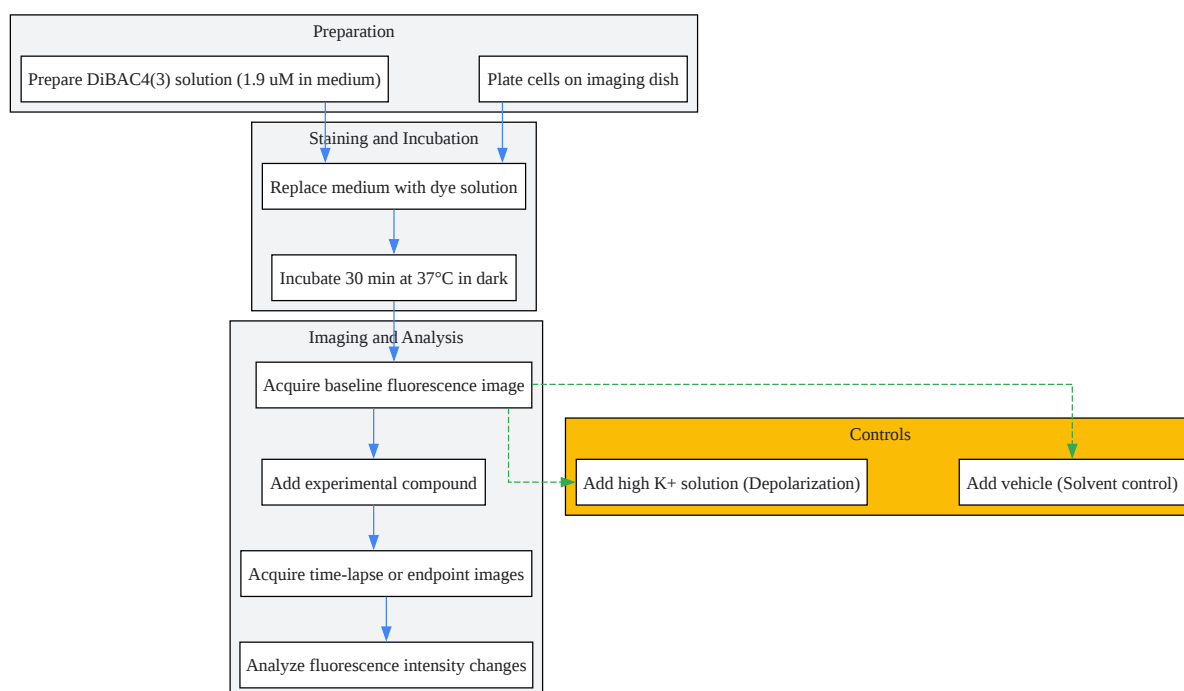 Preparation
Prepare DiBAC4(3) solution (1.9 uM in medium)
Plate cells on imaging dish
Staining and Incubation
Replace medium with dye solution
Incubate 30 min at 37°C in dark
Imaging and Analysis
Acquire baseline fluorescence image
Controls
Add experimental compound
Add high K+ solution (Depolarization)
Add vehicle (Solvent control)
Acquire time-lapse or endpoint images
Analyze fluorescence intensity changes